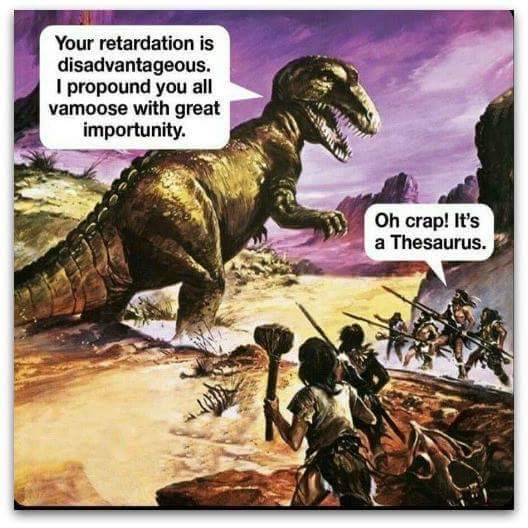 Your retardation is
disadvantageous.
I propound you all
vamoose with great
importunity.
Oh crap! It's
a Thesaurus.